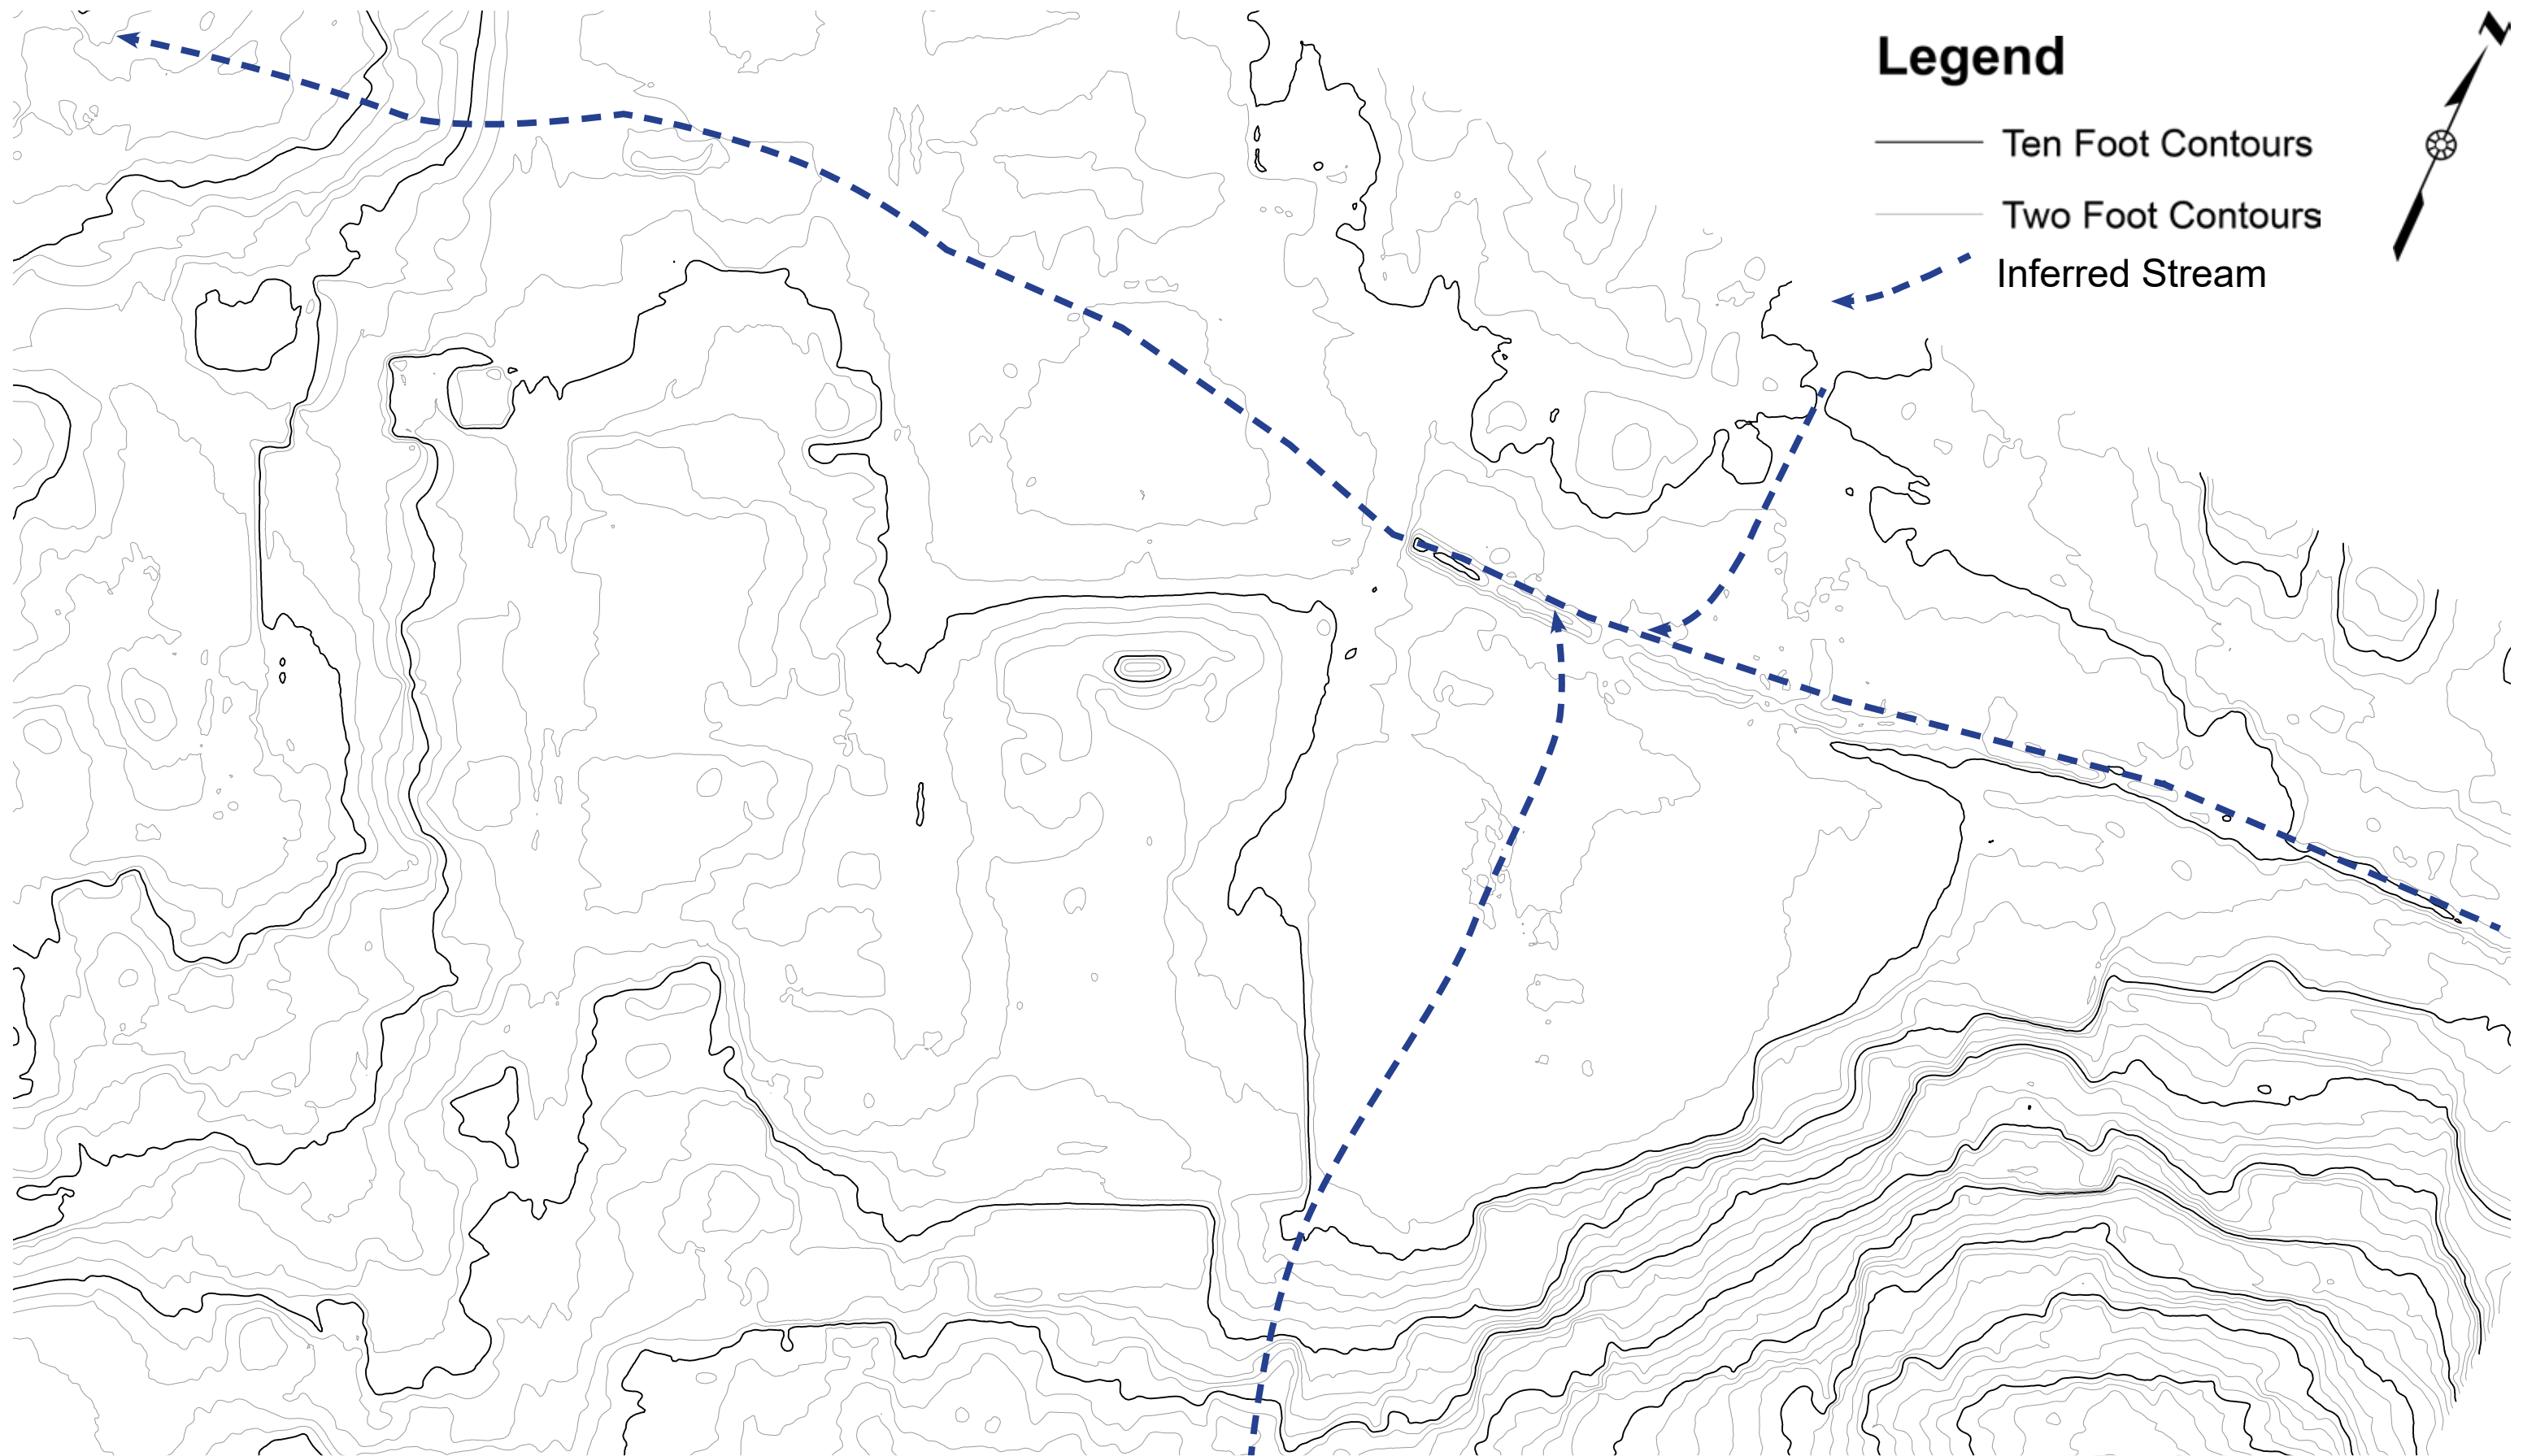 Legend
N
Ten Foot Contours
Two Foot Contours
Inferred Stream